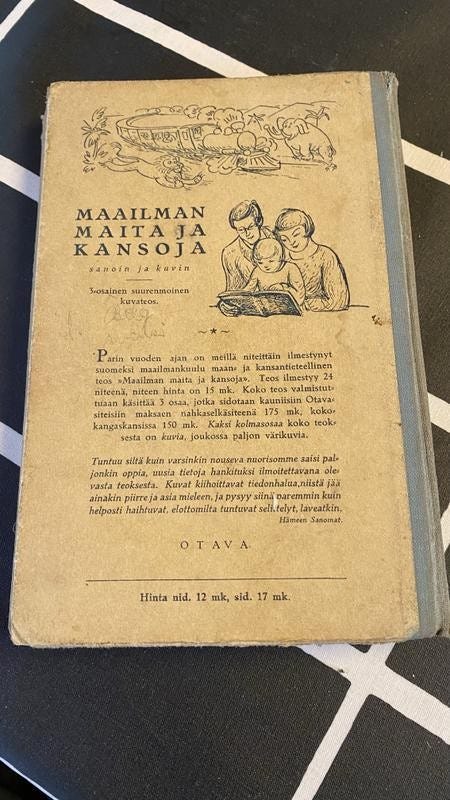 MAAILMAN
MAITA JA
KANSOJA
sanoin ja kuvin
3-osainen suurenmoinen
kuvateos.
Parin vuoden ajan on meillä niteittäin ilmestynyt
suomeksi maailmankuulu maan- ja kansantieteellinen
teos »Maailman maita ja kansoja». Teos ilmestyy 24
niteenä, niteen hinta on 15 mk. Koko teos valmistut-
tuaan käsittää 3 osaa, jotka sidotaan kauniisiin Otava-
siteisiin maksaen nahkaselkäsiteenä 175 mk, koko-
kangaskansissa 150 mk. Kaksi kolmasosaa koko teok-
sesta on kuvia, joukossa paljon värikuvia.
Tuntuu siltä kuin varsinkin nouseva nuorisomme saisi pal-
jonkin oppia, uusia tietoja hankituksi ilmoitettavana ole-
vasta teoksesta. Kuvat kiihoittavat tiedonhalua, niistä jää
ainakin piirre ja asia mieleen, ja pysyy siinä paremmin kuin
helposti haihtuvat, elottomilta tuntuvat selittelyt, laveatkin.
Hämeen Sanomat.
OTAVA
Hinta nid. 12 mk, sid. 17 mk.